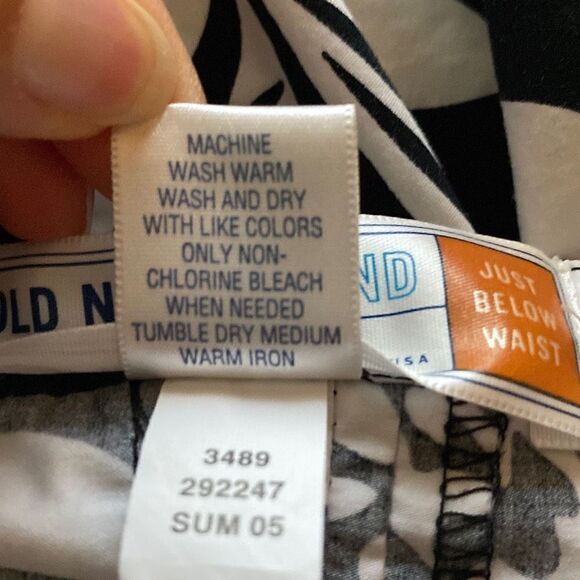 MACHINE
WASH WARM
WASH AND DRY
WITH LIKE COLORS
ONLY NON-
CHLORINE BLEACH
WHEN NEEDED
TUMBLE DRY MEDIUM
WARM IRON
OLD N
ND
JUST
BELOW
WAIST
USA
3489
292247
SUM 05